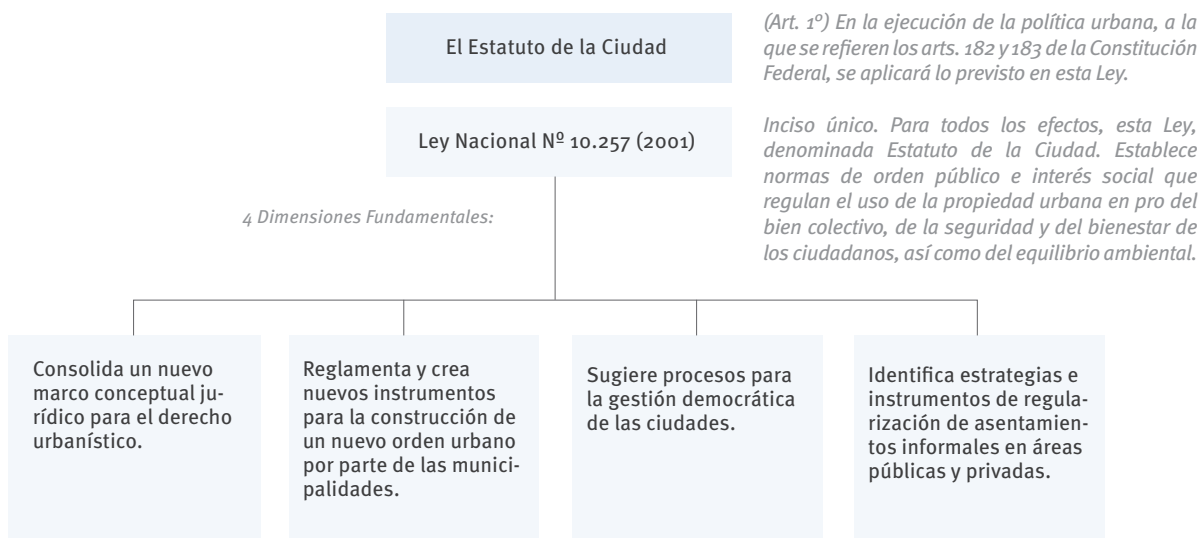 El Estatuto de la Ciudad
(Art. 1º) En la ejecución de la política urbana, a la
que se refieren los arts. 182 y 183 de la Constitución
Federal, se aplicará lo previsto en esta Ley.
Ley Nacional Nº 10.257 (2001)
Inciso único. Para todos los efectos, esta Ley,
denominada Estatuto de la Ciudad. Establece
normas de orden público e interés social que
regulan el uso de la propiedad urbana en pro del
bien colectivo, de la seguridad y del bienestar de
los ciudadanos, así como del equilibrio ambiental.
4 Dimensiones Fundamentales:
Consolida un nuevo
marco conceptual ju-
rídico para el derecho
urbanístico.
Reglamenta y crea
nuevos instrumentos
para la construcción de
un nuevo orden urbano
por parte de las munici-
palidades.
Sugiere procesos para
la gestión democrática
de las ciudades.
Identifica estrategias e
instrumentos de regula-
rización de asentamien-
tos informales en áreas
públicas y privadas.